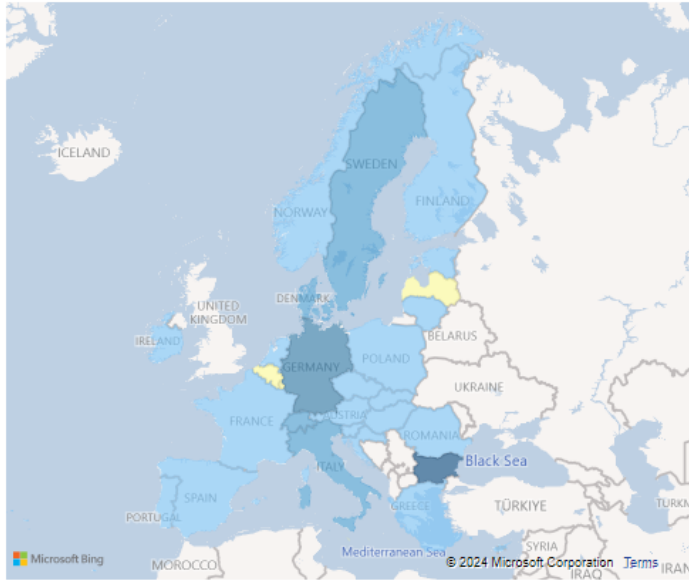 ICELAND
SWEDEN
NORWAY
FINLAND
UNITED
KINGDOM
DENMARK
IRELAND
BELARUS
GERMANY
POLAND
UKRAINE
FRANCE
AUSTRIA
ROMANIA
ITALY
Black Sea
SPAIN
PORTUGAL
GREECE
TÜRKIYE
Mediterranean Sea
SYRIA
MOROCCO
IRAQ
IRAN
Microsoft Bing
© 2024 Microsoft Corporation Terms